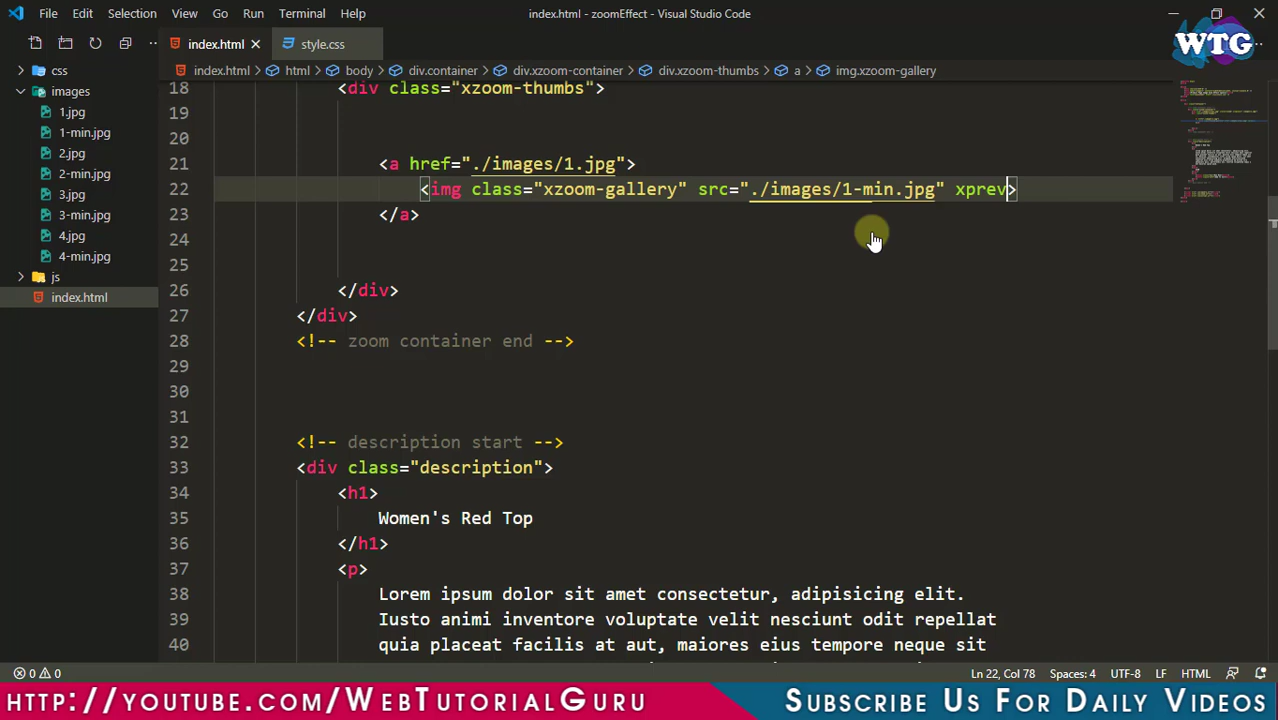 File Edit Selection View Go Run Terminal Help
index.html - zoomEffect - Visual Studio Code
WTG
index.html style.css
index.html > html > body > div.container > div.xzoom-container > div.xzoom-thumbs > a > img.xzoom-gallery
css
images
1.jpg
1-min.jpg
2.jpg
2-min.jpg
3.jpg
3-min.jpg
4.jpg
4-min.jpg
js
index.html
18 <div class="xzoom-thumbs">
19
20
21 <a href="./images/1.jpg">
22 <img class="xzoom-gallery" src="./images/1-min.jpg" xprev>
23 </a>
24
25
26 </div>
27 </div>
28 <!-- zoom container end -->
29
30
31
32 <!-- description start -->
33 <div class="description">
34 <h1>
35 Women's Red Top
36 </h1>
37 <p>
38 Lorem ipsum dolor sit amet consectetur, adipisicing elit.
39 Iusto animi inventore voluptate velit nesciunt odit repellat
40 quia placeat facilis at aut, maiores eius tempore neque sit
0 0 Ln 22, Col 78 Spaces: 4 UTF-8 LF HTML
http://youtube.com/WebTutorialGuru Subscribe Us For Daily Videos